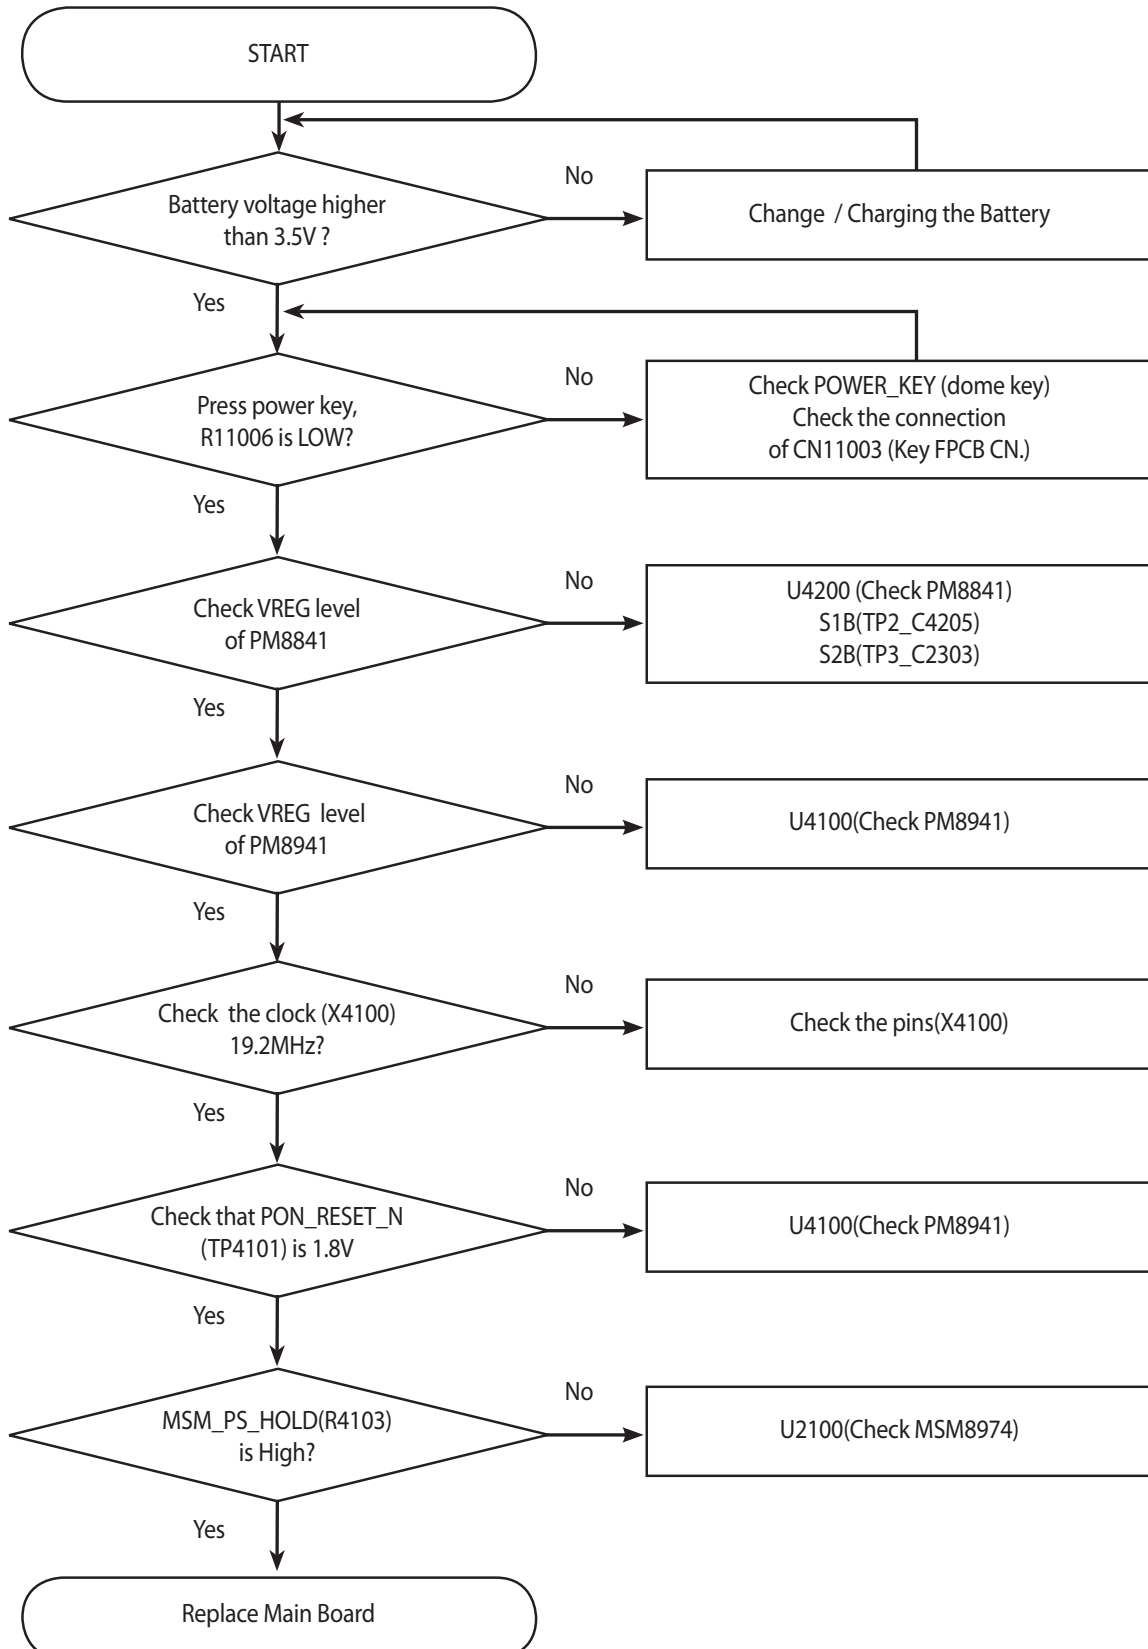 START
Battery voltage higher
than 3.5V ?
No
Change / Charging the Battery
Yes
Press power key,
R11006 is LOW?
No
Check POWER_KEY (dome key)
Check the connection
of CN11003 (Key FPCB CN.)
Yes
Check VREG level
of PM8841
No
U4200 (Check PM8841)
S1B(TP2_C4205)
S2B(TP3_C2303)
Yes
Check VREG level
of PM8941
No
U4100(Check PM8941)
Yes
Check the clock (X4100)
19.2MHz?
No
Check the pins(X4100)
Yes
Check that PON_RESET_N
(TP4101) is 1.8V
No
U4100(Check PM8941)
Yes
MSM_PS_HOLD(R4103)
is High?
No
U2100(Check MSM8974)
Yes
Replace Main Board